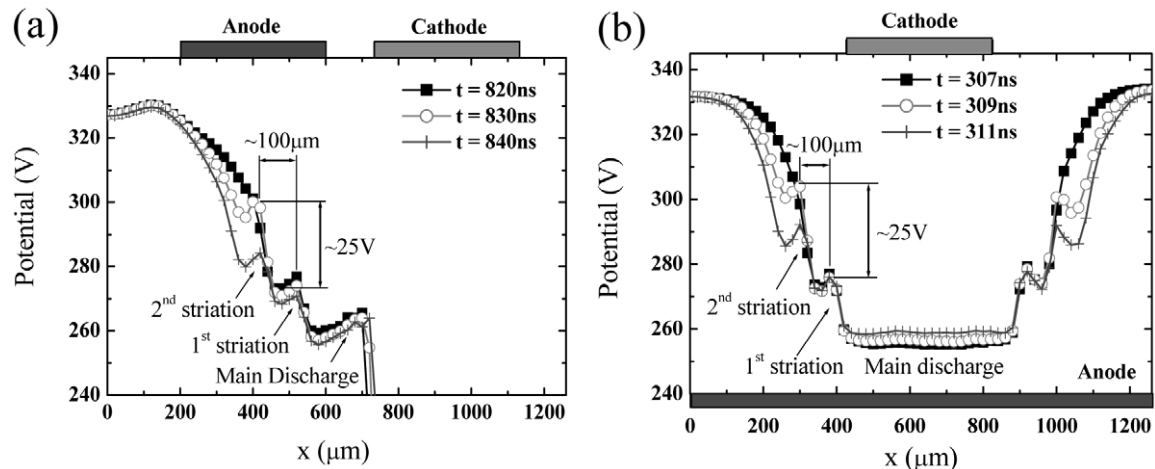 (a)
Anode
Cathode
340
320
300
280
260
240
Potential (V)
t = 820ns
t = 830ns
t = 840ns
~100μm
~25V
2nd striation
1st striation
Main Discharge
0 200 400 600 800 1000 1200
x (μm)
(b)
Cathode
340
320
300
280
260
240
Potential (V)
t = 307ns
t = 309ns
t = 311ns
~100μm
~25V
2nd striation
1st striation
Main discharge
Anode
0 200 400 600 800 1000 1200
x (μm)